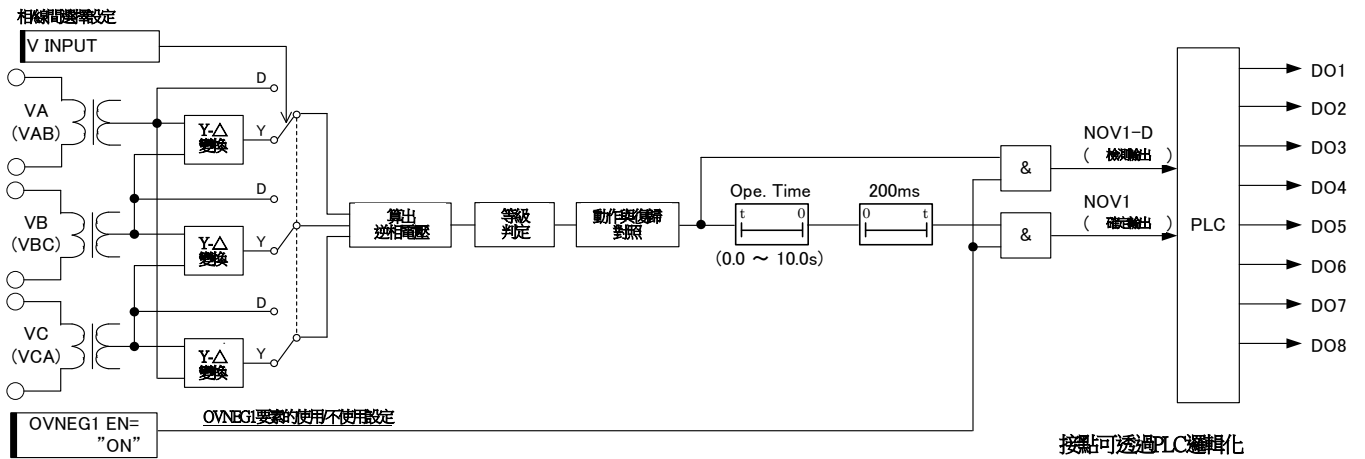 相線間選擇設定
V INPUT
VA
(VAB)
VB
(VBC)
VC
(VCA)
D
Y
Y-△
變換
D
Y
Y-△
變換
D
Y
Y-△
變換
算出
逆相電壓
等級
判定
動作與復歸
對照
Ope. Time
t 0
(0.0 ～ 10.0s)
200ms
0 t
&
&
NOV1-D
( 檢測輸出 )
NOV1
( 確定輸出 )
PLC
DO1
DO2
DO3
DO4
DO5
DO6
DO7
DO8
OVNEG1 EN=
”ON”
OVNEG1要素的使用/不使用設定
接點可透過PLC邏輯化